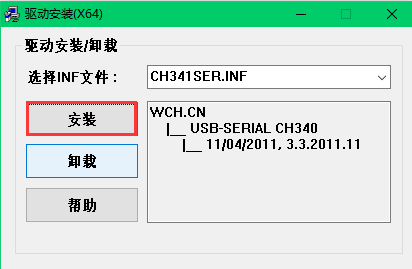 驱动安装(X64)
驱动安装/卸载
选择INF文件：
CH341SER.INF
安装
WCH.CN
|__ USB-SERIAL CH340
|__ 11/04/2011, 3.3.2011.11
卸载
帮助